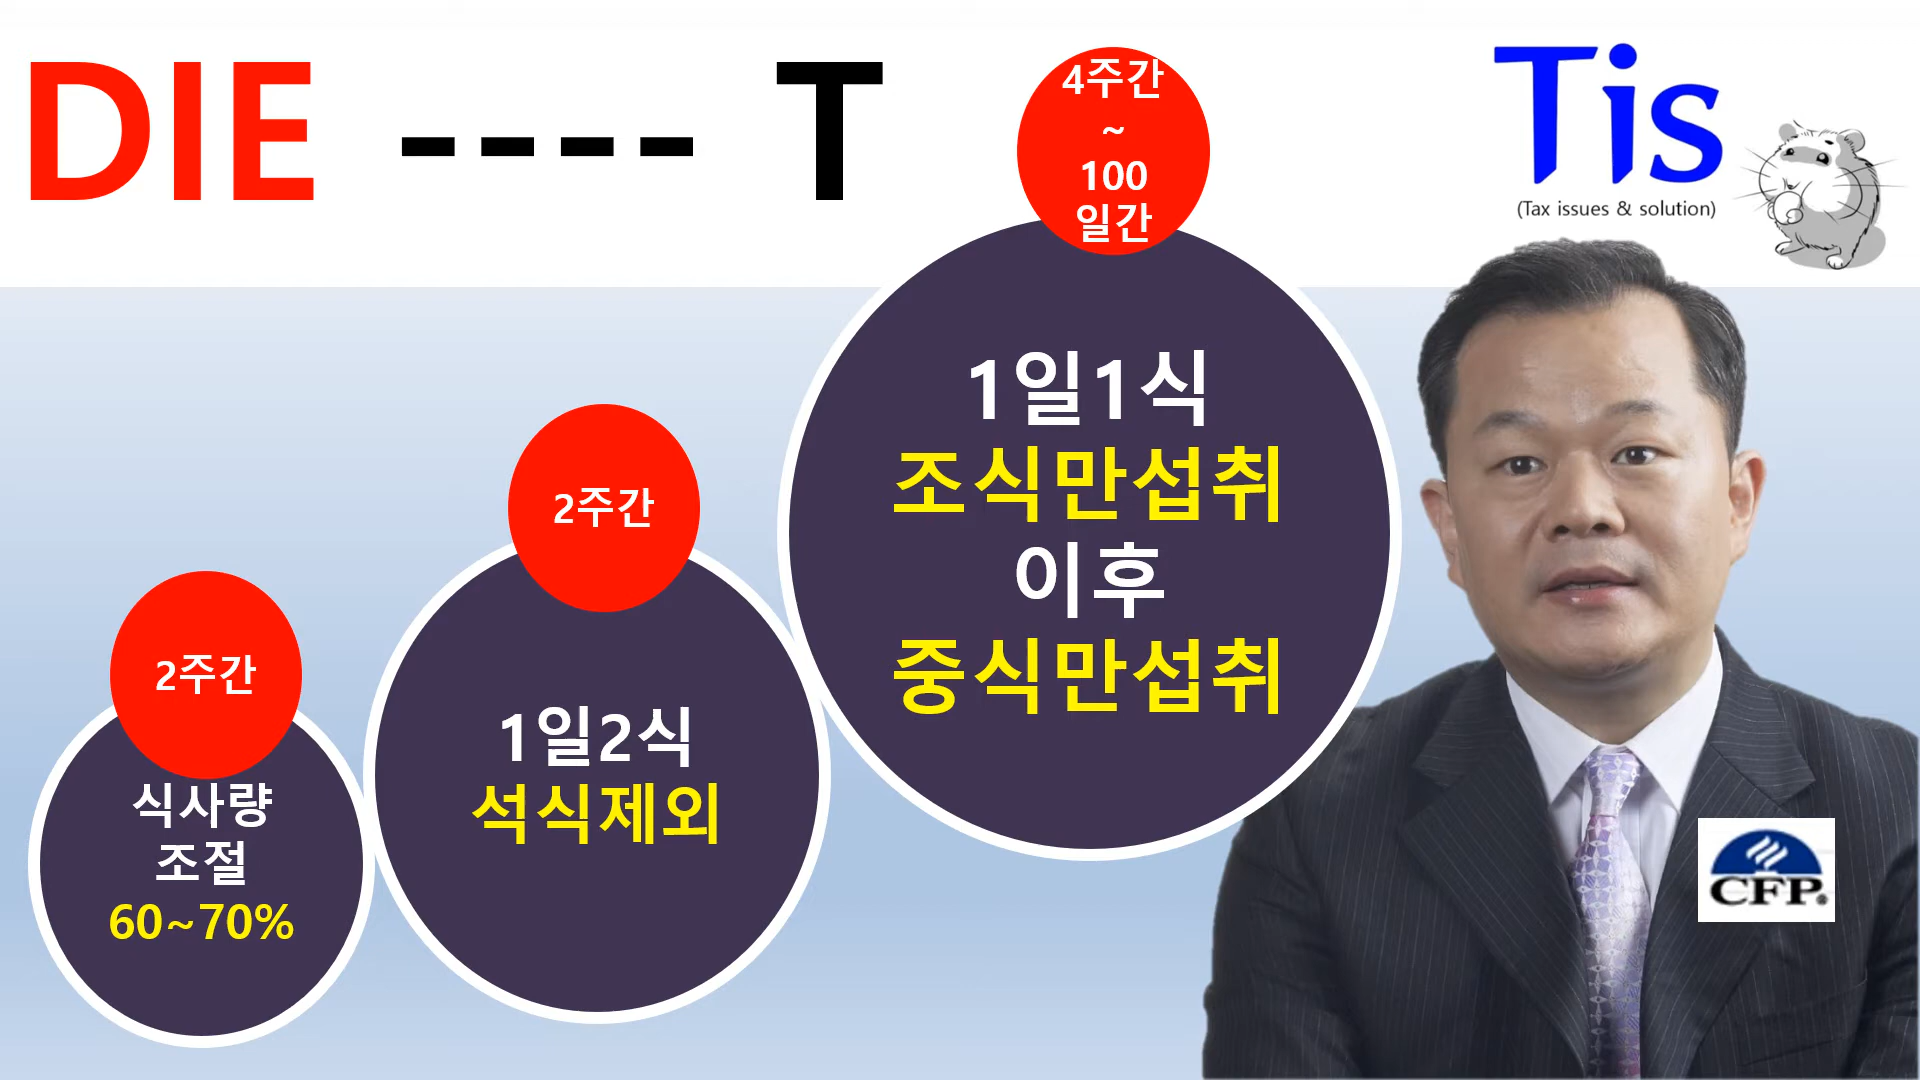 DIE ---- T
Tis
(Tax issues & solution)
4주간
~
100
일간
1일1식
조식만섭취
이후
중식만섭취
2주간
1일2식
석식제외
2주간
식사량
조절
60~70%
CFP®